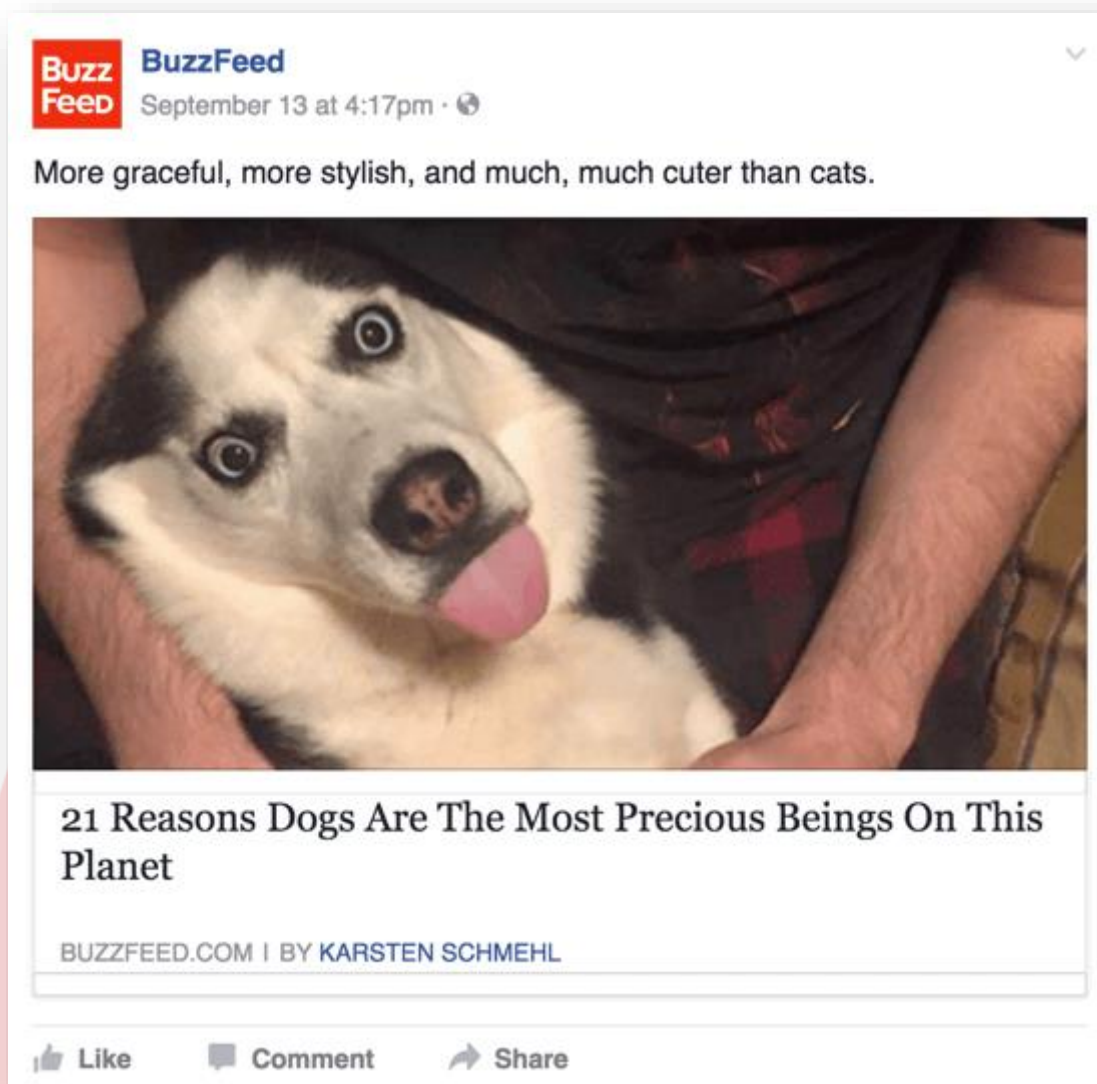 Buzz
FeeD
BuzzFeed
September 13 at 4:17pm ·
More graceful, more stylish, and much, much cuter than cats.
21 Reasons Dogs Are The Most Precious Beings On This
Planet
BUZZFEED.COM | BY KARSTEN SCHMEHL
Like Comment Share